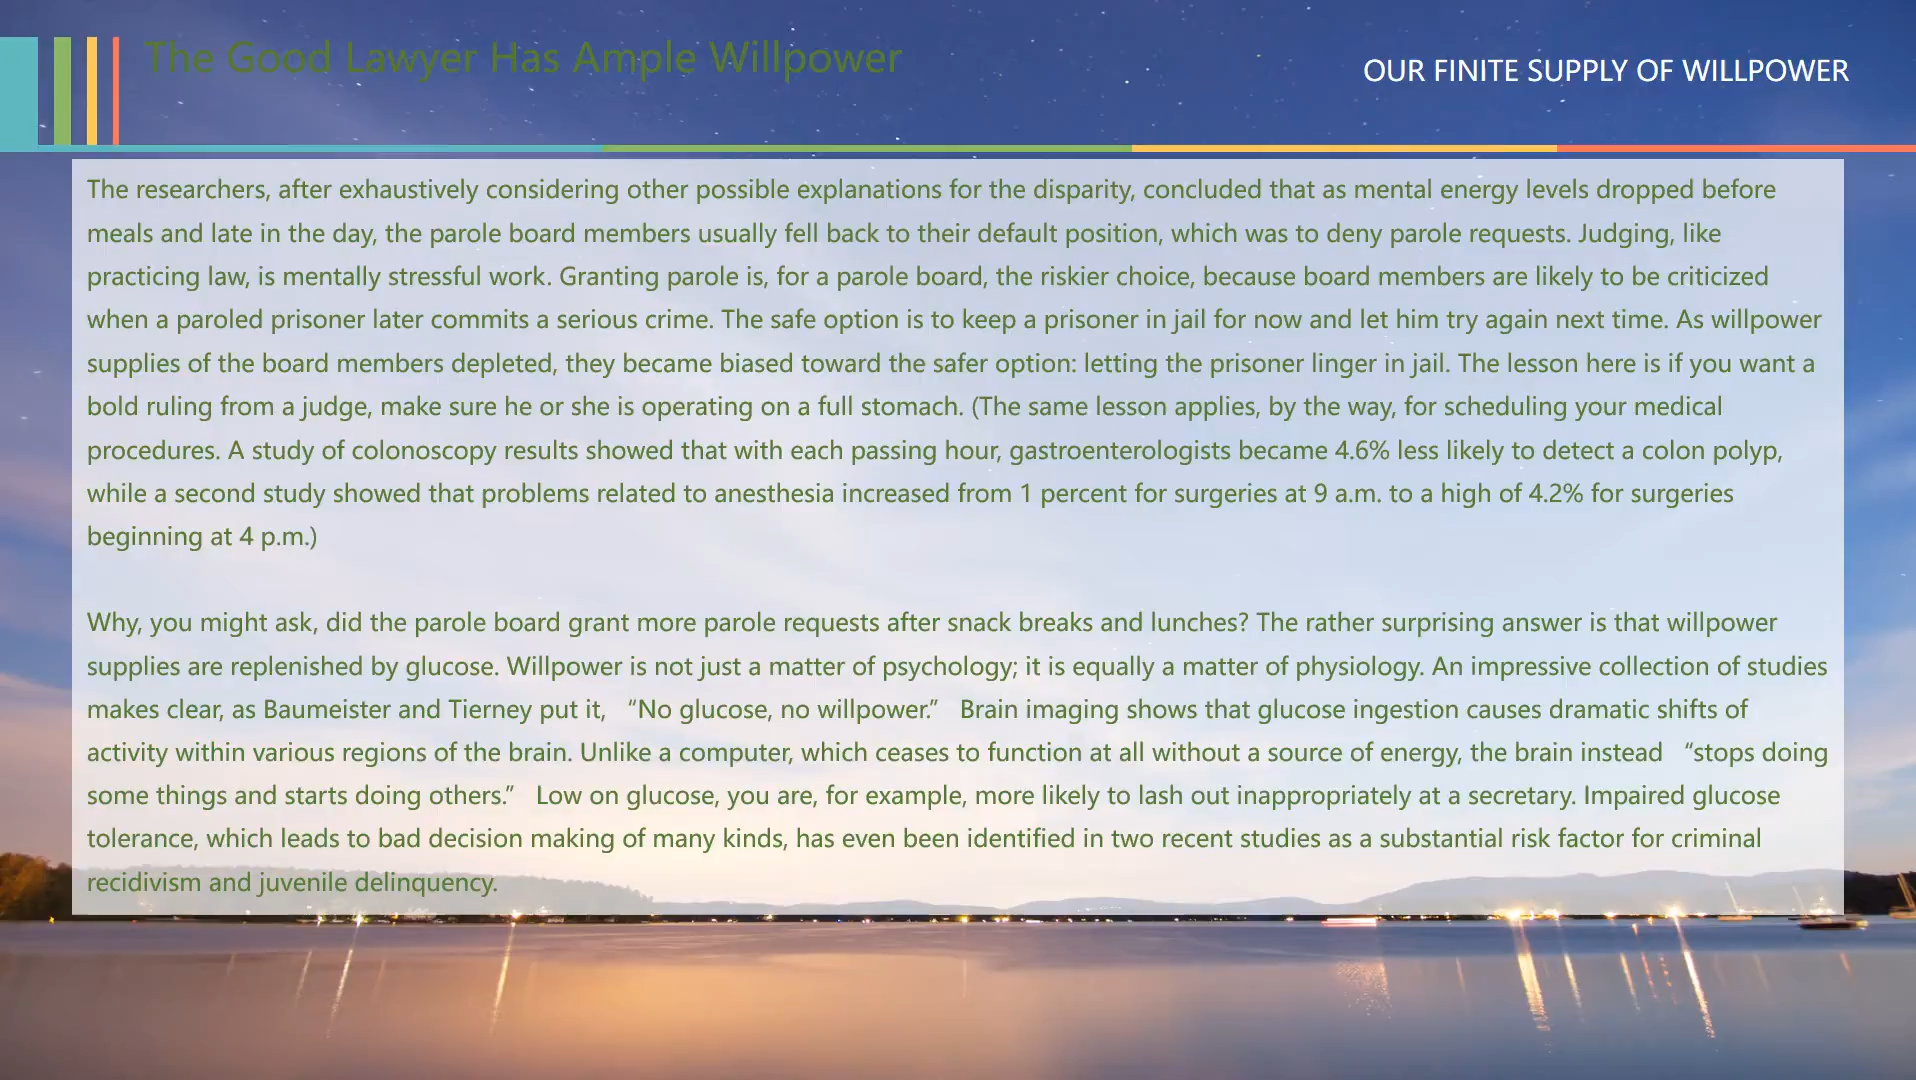 The Good Lawyer Has Ample Willpower
OUR FINITE SUPPLY OF WILLPOWER
The researchers, after exhaustively considering other possible explanations for the disparity, concluded that as mental energy levels dropped before
meals and late in the day, the parole board members usually fell back to their default position, which was to deny parole requests. Judging, like
practicing law, is mentally stressful work. Granting parole is, for a parole board, the riskier choice, because board members are likely to be criticized
when a paroled prisoner later commits a serious crime. The safe option is to keep a prisoner in jail for now and let him try again next time. As willpower
supplies of the board members depleted, they became biased toward the safer option: letting the prisoner linger in jail. The lesson here is if you want a
bold ruling from a judge, make sure he or she is operating on a full stomach. (The same lesson applies, by the way, for scheduling your medical
procedures. A study of colonoscopy results showed that with each passing hour, gastroenterologists became 4.6% less likely to detect a colon polyp,
while a second study showed that problems related to anesthesia increased from 1 percent for surgeries at 9 a.m. to a high of 4.2% for surgeries
beginning at 4 p.m.)
Why, you might ask, did the parole board grant more parole requests after snack breaks and lunches? The rather surprising answer is that willpower
supplies are replenished by glucose. Willpower is not just a matter of psychology; it is equally a matter of physiology. An impressive collection of studies
makes clear, as Baumeister and Tierney put it, “No glucose, no willpower.” Brain imaging shows that glucose ingestion causes dramatic shifts of
activity within various regions of the brain. Unlike a computer, which ceases to function at all without a source of energy, the brain instead “stops doing
some things and starts doing others.” Low on glucose, you are, for example, more likely to lash out inappropriately at a secretary. Impaired glucose
tolerance, which leads to bad decision making of many kinds, has even been identified in two recent studies as a substantial risk factor for criminal
recidivism and juvenile delinquency.